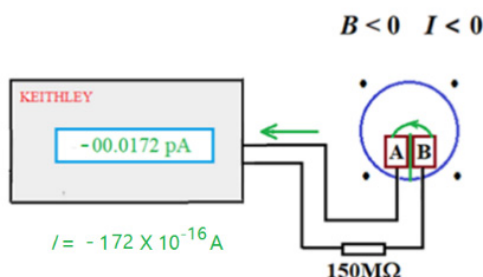 B < 0 I < 0
KEITHLEY
-00.0172 pA
A B
I = -172 X 10⁻¹⁶ A
150MΩ